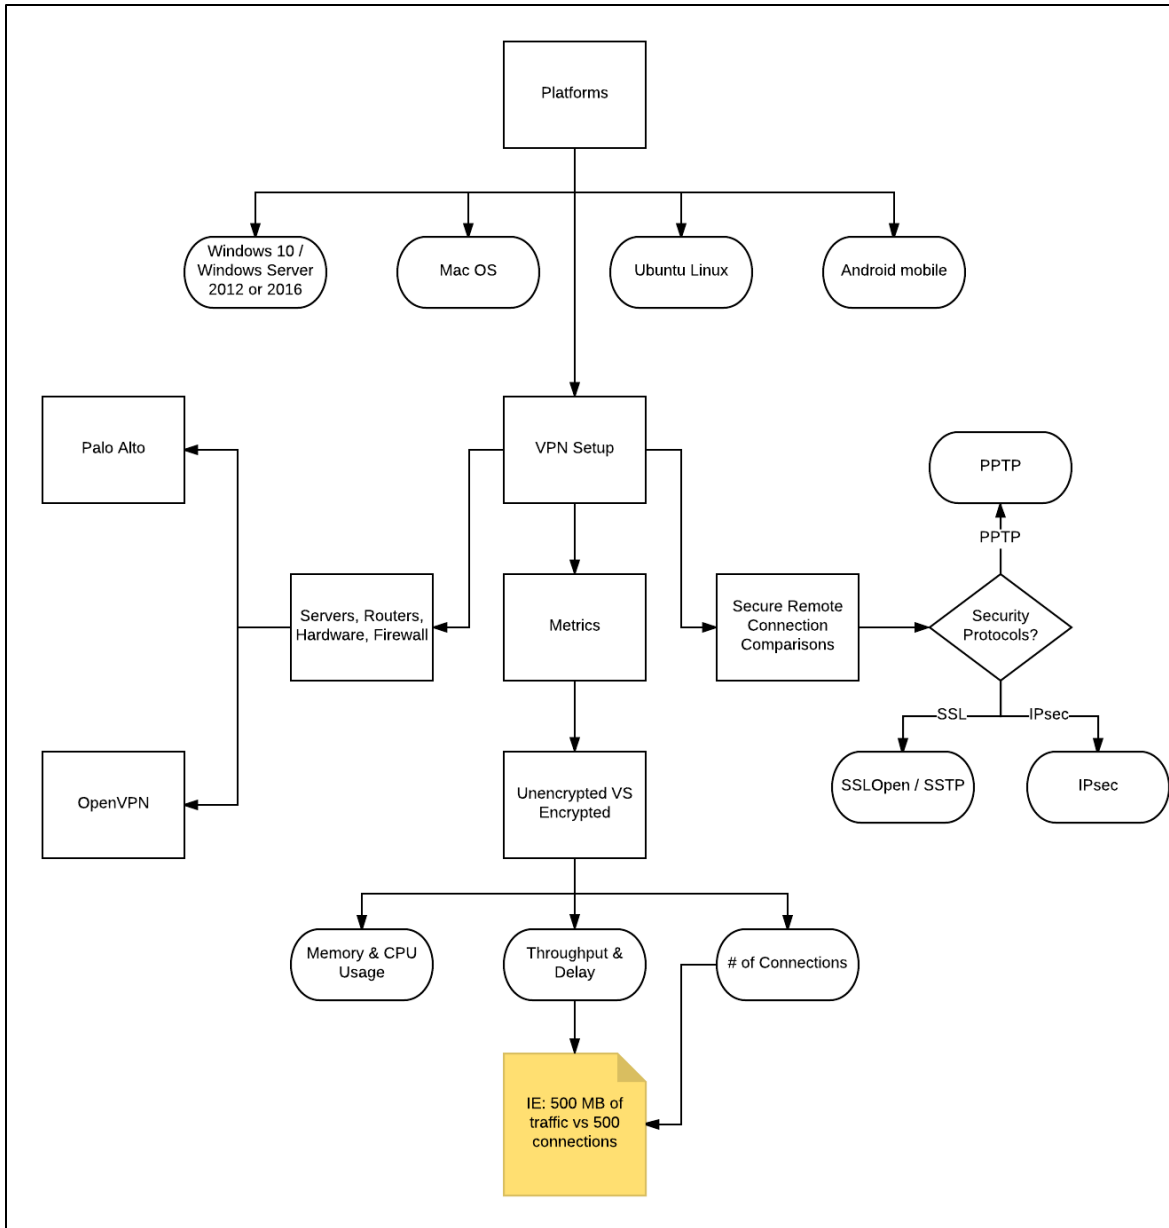 Platforms
Windows 10 /
Windows Server
2012 or 2016
Mac OS
Ubuntu Linux
Android mobile
Palo Alto
VPN Setup
PPTP
PPTP
Servers, Routers,
Hardware, Firewall
Metrics
Secure Remote
Connection
Comparisons
Security
Protocols?
SSL
IPsec
OpenVPN
Unencrypted VS
Encrypted
SSLOpen / SSTP
IPsec
Memory & CPU
Usage
Throughput &
Delay
# of Connections
IE: 500 MB of
traffic vs 500
connections